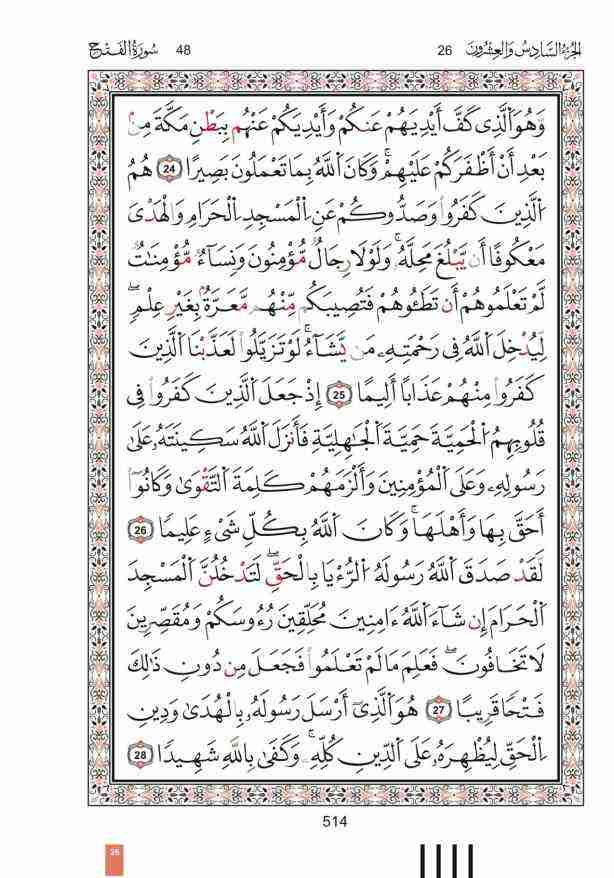 الجزء السادس والعشرون 26 48 سورة الفتح
وَهُوَ ٱلَّذِى كَفَّ أَيْدِيَهُمْ عَنكُمْ وَأَيْدِيَكُمْ عَنْهُم بِبَطْنِ مَكَّةَ مِنۢ
بَعْدِ أَنْ أَظْفَرَكُمْ عَلَيْهِمْ ۚ وَكَانَ ٱللَّهُ بِمَا تَعْمَلُونَ بَصِيرًا 24 هُمُ
ٱلَّذِينَ كَفَرُوا۟ وَصَدُّوكُمْ عَنِ ٱلْمَسْجِدِ ٱلْحَرَامِ وَٱلْهَدْىَ
مَعْكُوفًا أَن يَبْلُغَ مَحِلَّهُۥ ۚ وَلَوْلَا رِجَالٌ مُّؤْمِنُونَ وَنِسَآءٌ مُّؤْمِنَـٰتٌ
لَّمْ تَعْلَمُوهُمْ أَن تَطَـُٔوهُمْ فَتُصِيبَكُم مِّنْهُم مَّعَرَّةٌۢ بِغَيْرِ عِلْمٍ ۖ
لِّيُدْخِلَ ٱللَّهُ فِى رَحْمَتِهِۦ مَن يَشَآءُ ۚ لَوْ تَزَيَّلُوا۟ لَعَذَّبْنَا ٱلَّذِينَ
كَفَرُوا۟ مِنْهُمْ عَذَابًا أَلِيمًا 25 إِذْ جَعَلَ ٱلَّذِينَ كَفَرُوا۟ فِى
قُلُوبِهِمُ ٱلْحَمِيَّةَ حَمِيَّةَ ٱلْجَـٰهِلِيَّةِ فَأَنزَلَ ٱللَّهُ سَكِينَتَهُۥ عَلَىٰ
رَسُولِهِۦ وَعَلَى ٱلْمُؤْمِنِينَ وَأَلْزَمَهُمْ كَلِمَةَ ٱلتَّقْوَىٰ وَكَانُوٓا۟
أَحَقَّ بِهَا وَأَهْلَهَا ۚ وَكَانَ ٱللَّهُ بِكُلِّ شَىْءٍ عَلِيمًا 26
لَّقَدْ صَدَقَ ٱللَّهُ رَسُولَهُ ٱلرُّءْيَا بِٱلْحَقِّ ۖ لَتَدْخُلُنَّ ٱلْمَسْجِدَ
ٱلْحَرَامَ إِن شَآءَ ٱللَّهُ ءَامِنِينَ مُحَلِّقِينَ رُءُوسَكُمْ وَمُقَصِّرِينَ
لَا تَخَافُونَ ۖ فَعَلِمَ مَا لَمْ تَعْلَمُوا۟ فَجَعَلَ مِن دُونِ ذَٰلِكَ
فَتْحًا قَرِيبًا 27 هُوَ ٱلَّذِىٓ أَرْسَلَ رَسُولَهُۥ بِٱلْهُدَىٰ وَدِينِ
ٱلْحَقِّ لِيُظْهِرَهُۥ عَلَى ٱلدِّينِ كُلِّهِۦ ۚ وَكَفَىٰ بِٱللَّهِ شَهِيدًا 28
514
26